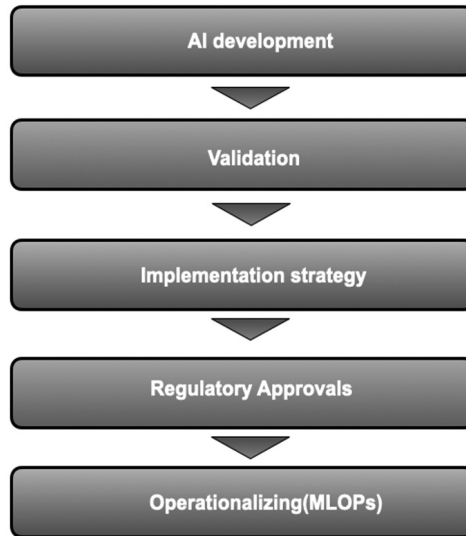 AI development
Validation
Implementation strategy
Regulatory Approvals
Operationalizing(MLOPs)